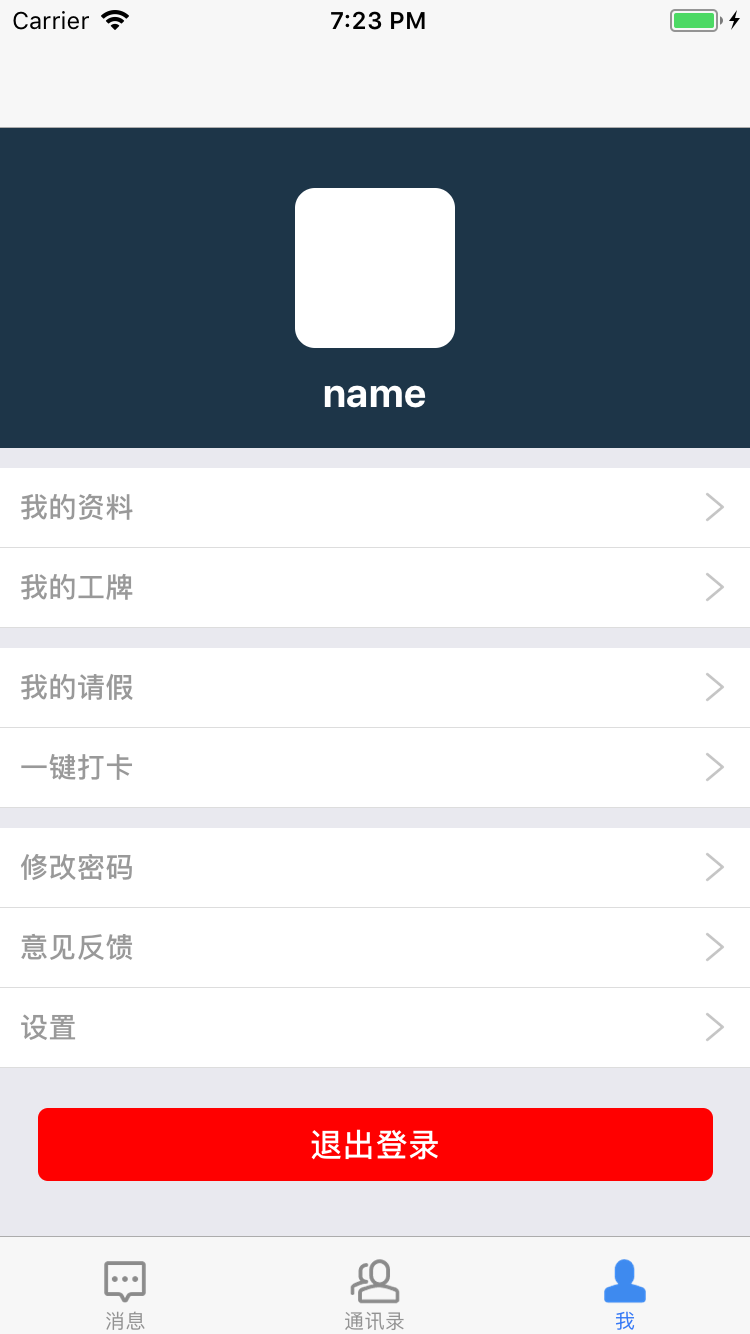 Carrier 7:23 PM
name
我的资料
我的工牌
我的请假
一键打卡
修改密码
意见反馈
设置
退出登录
消息 通讯录 我